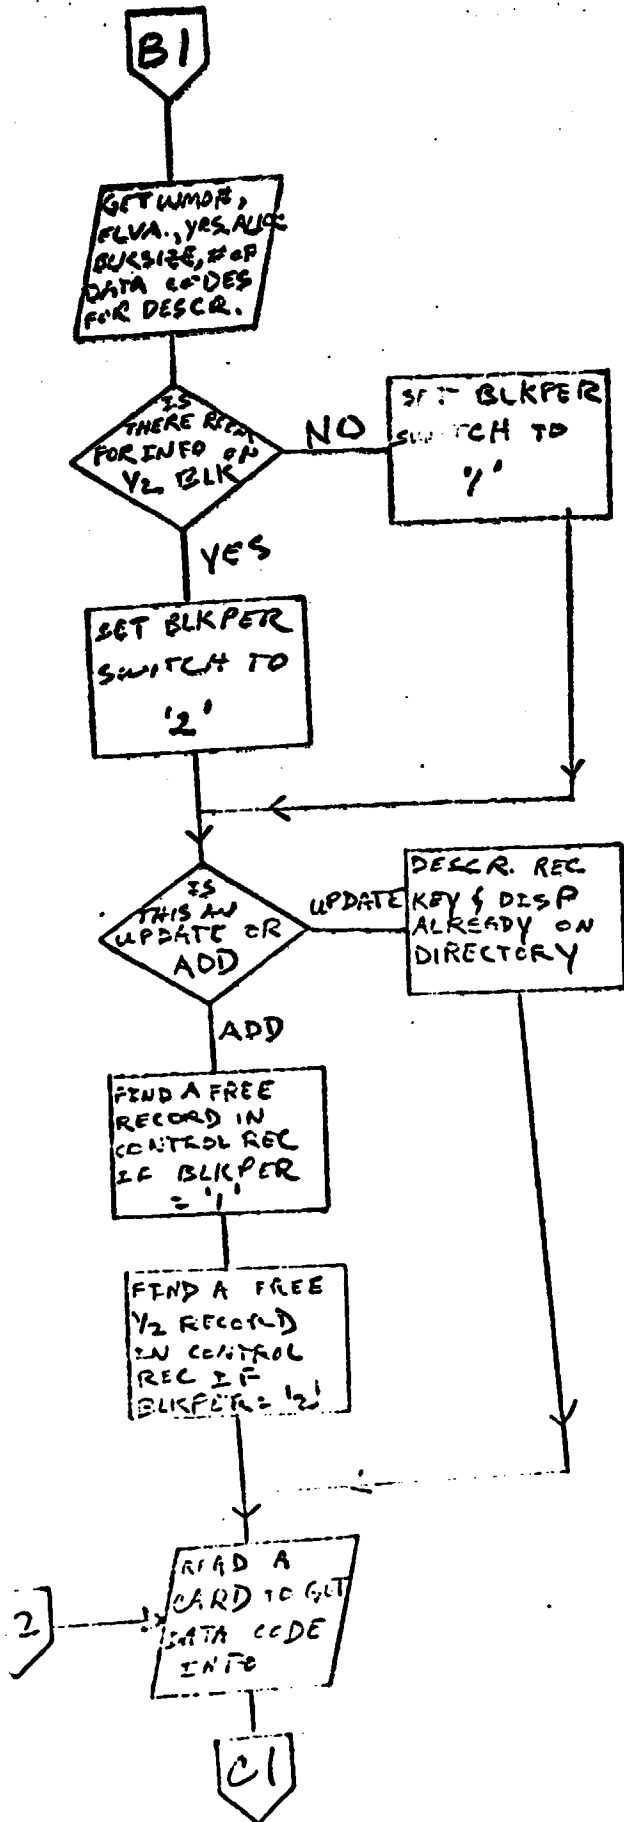 B1
GET WMO#,
ELVA., YRS, ALLOC
BLKSIZE, # OF
DATA CODES
FOR DESCR.
IS
THERE ROOM
FOR INFO ON
1/2 BLK
NO
SET BLKPER
SWITCH TO
'1'
YES
SET BLKPER
SWITCH TO
'2'
IS
THIS AN
UPDATE OR
ADD
UPDATE
DESCR. REC
KEY & DISP
ALREADY ON
DIRECTORY
ADD
FIND A FREE
RECORD IN
CONTROL REC
IF BLKPER
= '1'
FIND A FREE
1/2 RECORD
IN CONTROL
REC IF
BLKPER = '2'
2
READ A
CARD TO GET
DATA CODE
INFO
C1